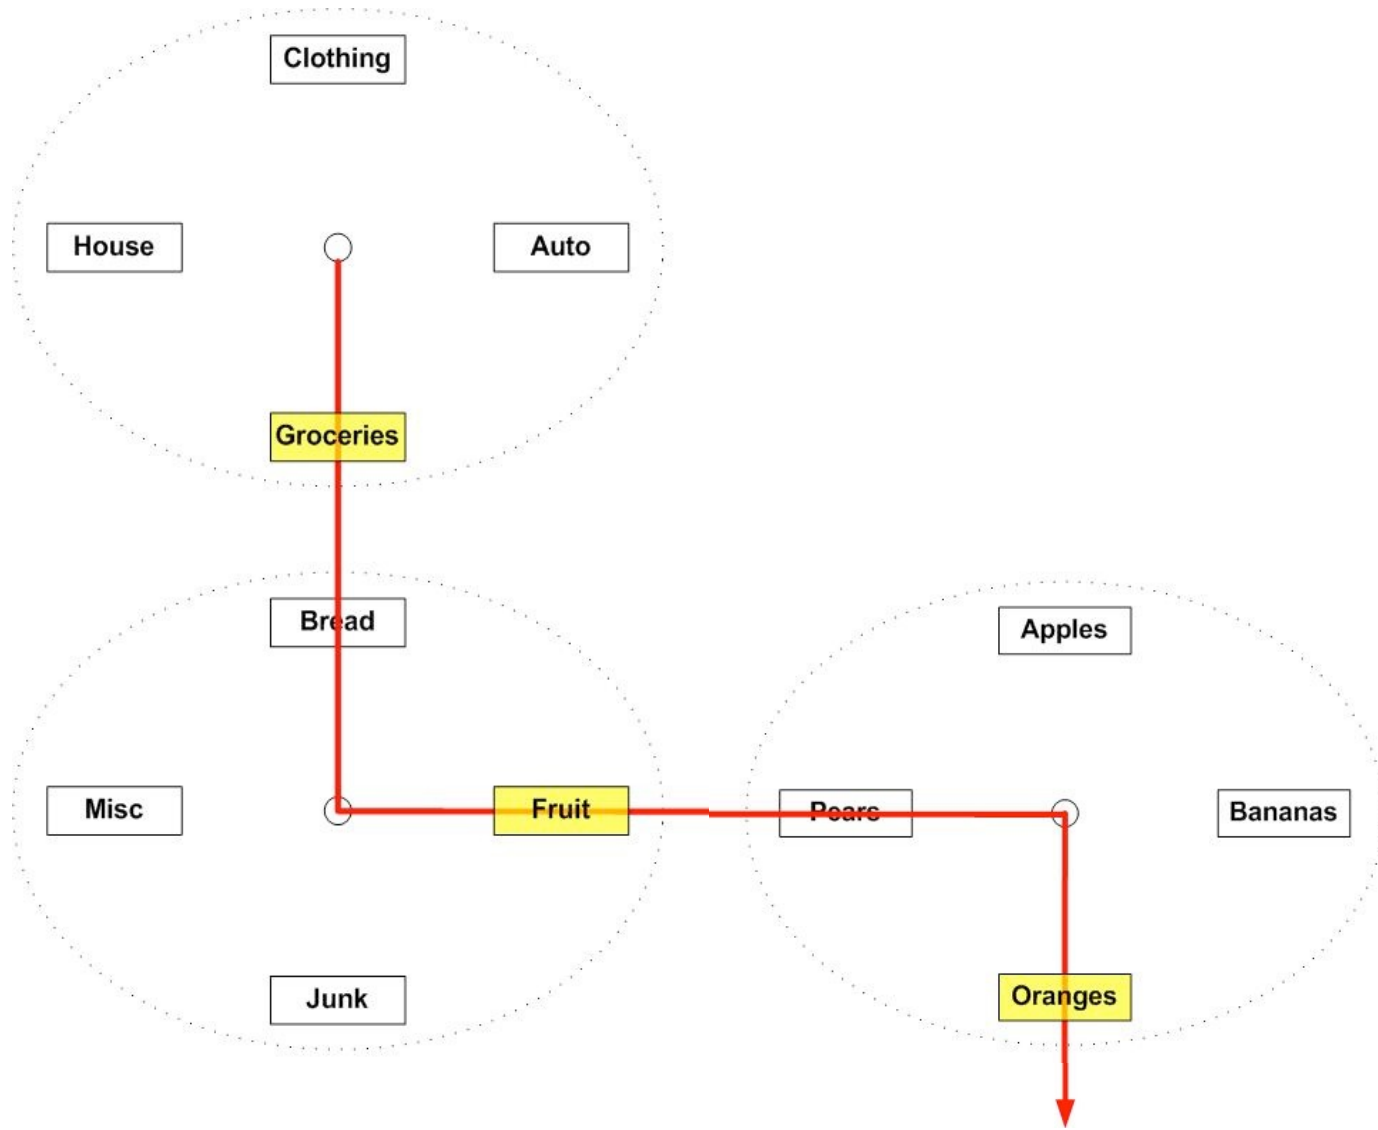 Clothing
House
Auto
Groceries
Bread
Misc
Fruit
Junk
Apples
Pears
Bananas
Oranges